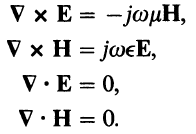 ∇ × E = −jωμH,
∇ × H = jωϵE,
∇ · E = 0,
∇ · H = 0.